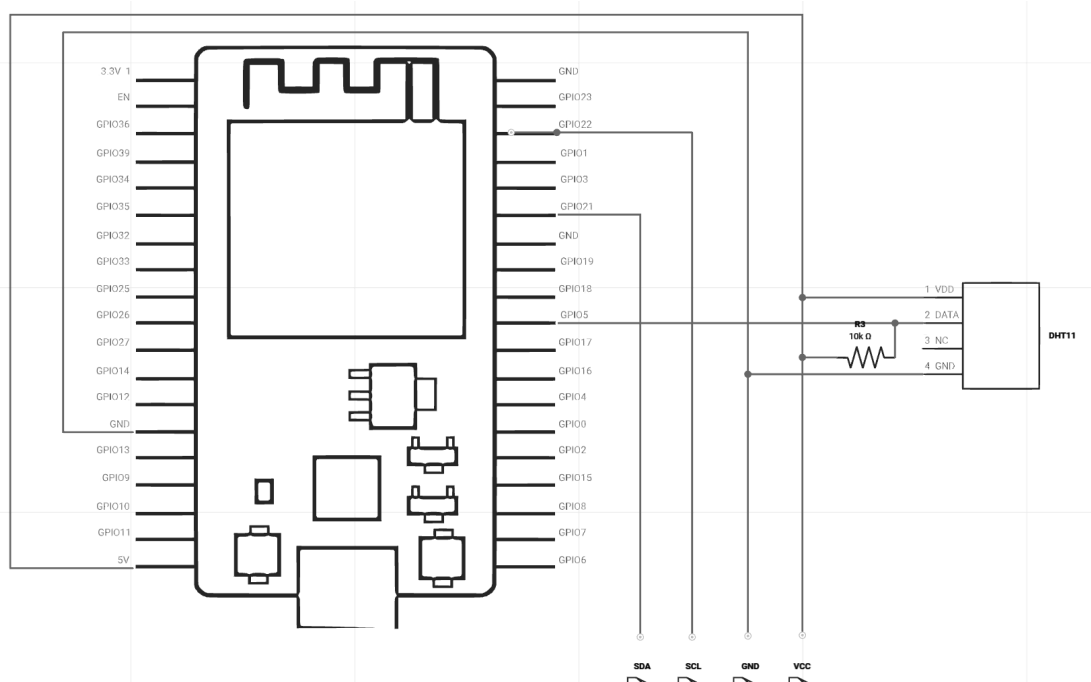 3.3V 1
EN
GPIO36
GPIO39
GPIO34
GPIO35
GPIO32
GPIO33
GPIO25
GPIO26
GPIO27
GPIO14
GPIO12
GND
GPIO13
GPIO9
GPIO10
GPIO11
5V
GND
GPIO23
GPIO22
GPIO1
GPIO3
GPIO21
GND
GPIO19
GPIO18
GPIO5
GPIO17
GPIO16
GPIO4
GPIO0
GPIO2
GPIO15
GPIO8
GPIO7
GPIO6
R3
10k Ω
1 VDD
2 DATA
3 NC
4 GND
DHT11
SDA SCL GND VCC